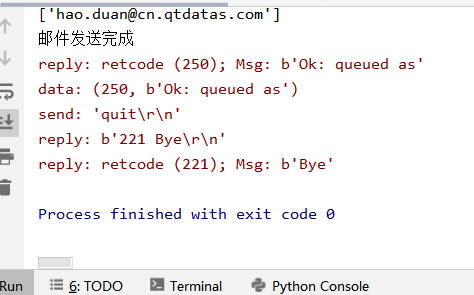 ['hao.duan@cn.qtdatas.com']
邮件发送完成
reply: retcode (250); Msg: b'Ok: queued as'
data: (250, b'Ok: queued as')
send: 'quit\r\n'
reply: b'221 Bye\r\n'
reply: retcode (221); Msg: b'Bye'
Process finished with exit code 0
Run 6: TODO Terminal Python Console